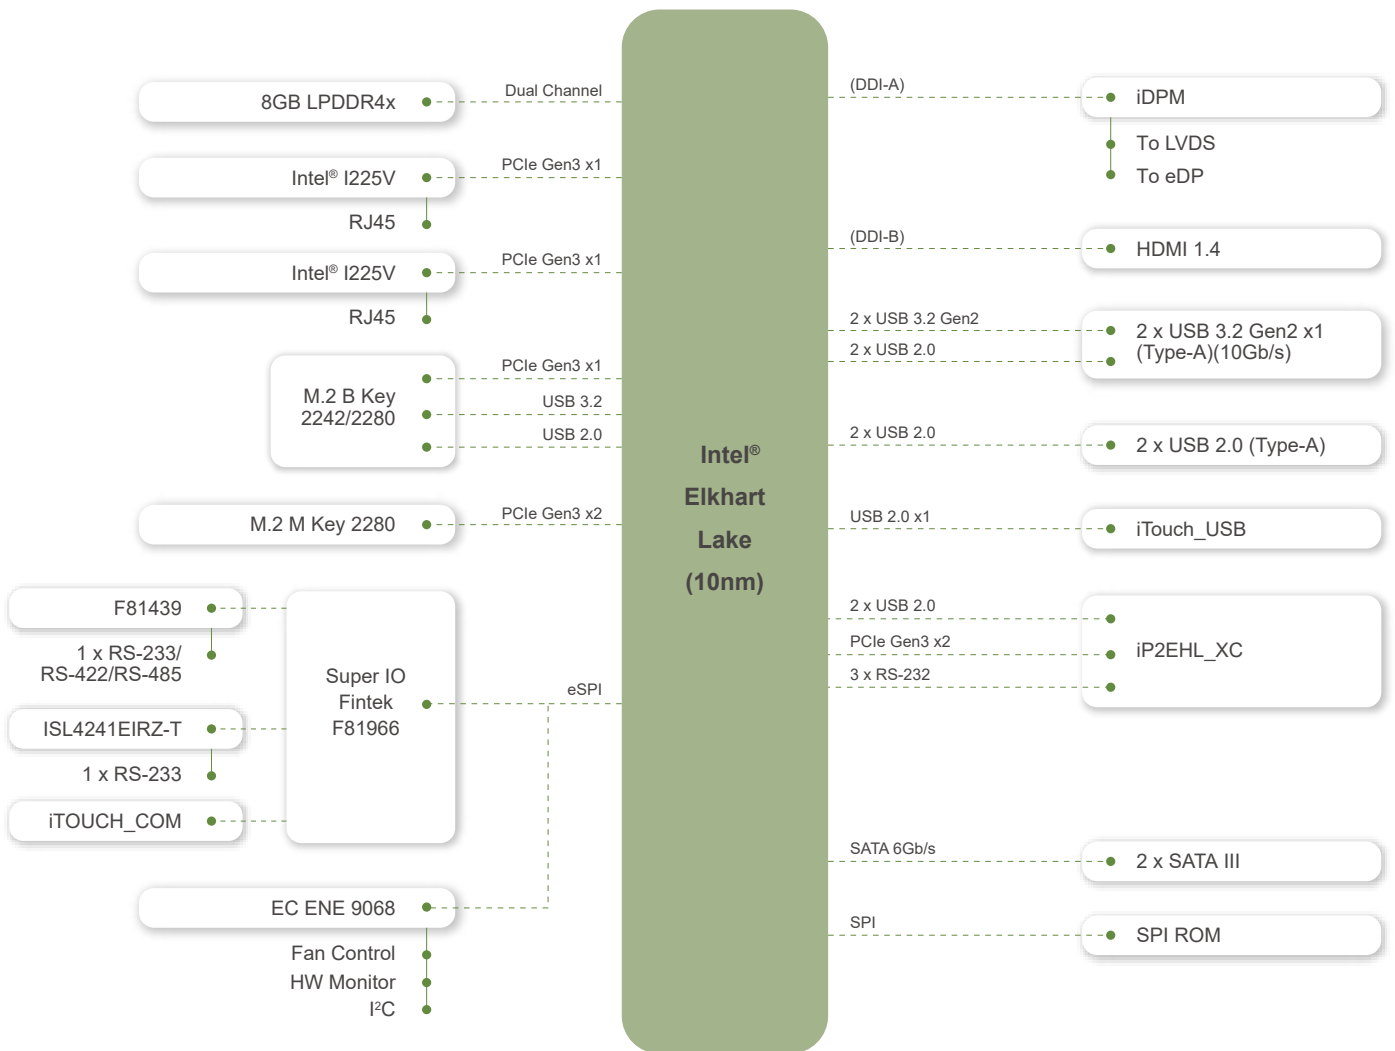 Dual Channel
8GB LPDDR4x
PCIe Gen3 x1
Intel® I225V
RJ45
PCIe Gen3 x1
Intel® I225V
RJ45
PCIe Gen3 x1
M.2 B Key
2242/2280
USB 3.2
USB 2.0
PCIe Gen3 x2
M.2 M Key 2280
F81439
1 x RS-233/
RS-422/RS-485
ISL4241EIRZ-T
1 x RS-233
iTOUCH_COM
Super IO
Fintek
F81966
eSPI
EC ENE 9068
Fan Control
HW Monitor
I²C
Intel®
Elkhart
Lake
(10nm)
(DDI-A)
iDPM
To LVDS
To eDP
(DDI-B)
HDMI 1.4
2 x USB 3.2 Gen2
2 x USB 2.0
2 x USB 3.2 Gen2 x1
(Type-A)(10Gb/s)
2 x USB 2.0
2 x USB 2.0 (Type-A)
USB 2.0 x1
iTouch_USB
2 x USB 2.0
PCIe Gen3 x2
3 x RS-232
iP2EHL_XC
SATA 6Gb/s
2 x SATA III
SPI
SPI ROM